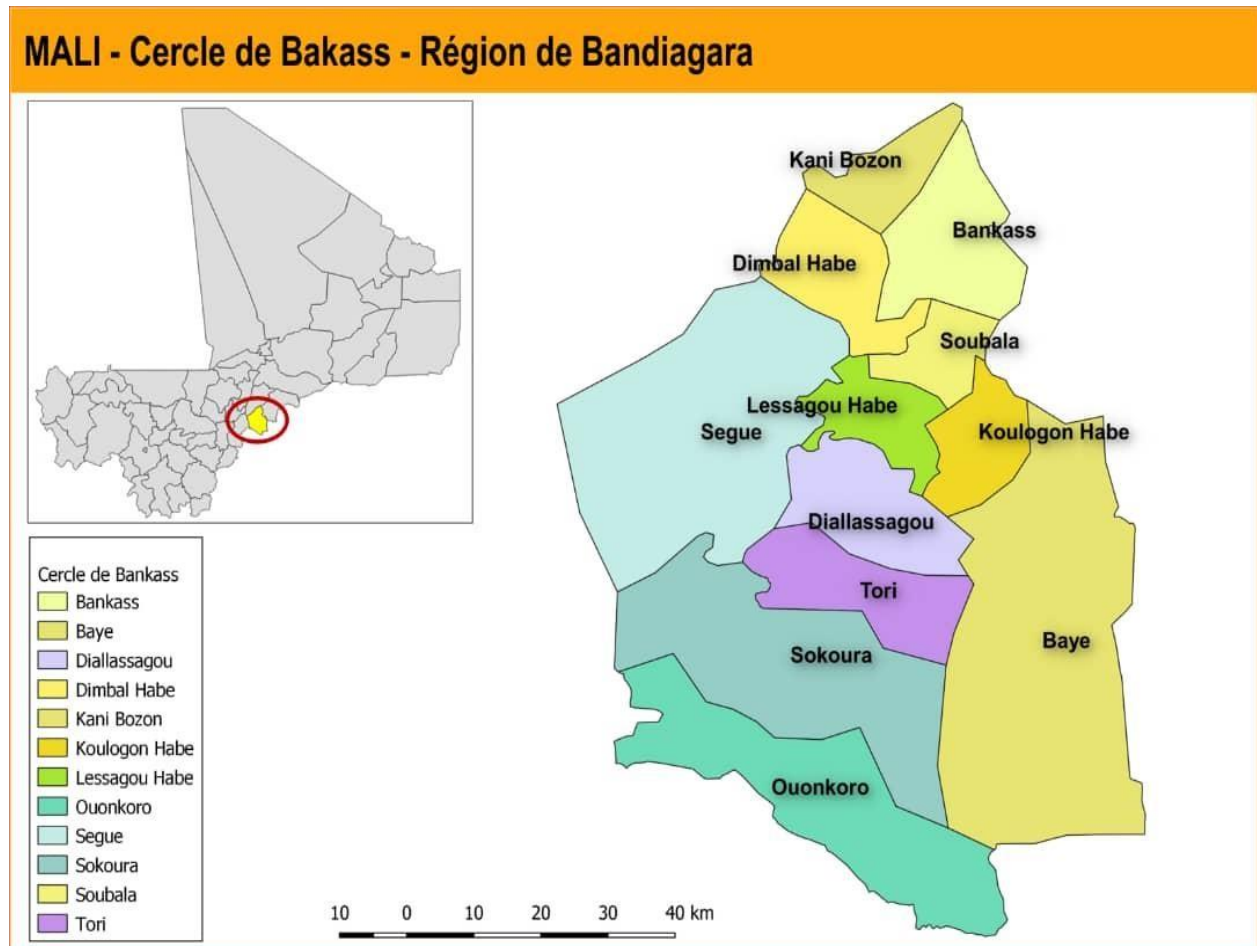 MALI - Cercle de Bakass - Région de Bandiagara
Kani Bozon
Bankass
Dimbal Habe
Soubala
Lessagou Habe
Segue
Koulogon Habe
Diallassagou
Tori
Baye
Sokoura
Ouonkoro
Cercle de Bankass
Bankass
Baye
Diallassagou
Dimbal Habe
Kani Bozon
Koulogon Habe
Lessagou Habe
Ouonkoro
Segue
Sokoura
Soubala
Tori
10 0 10 20 30 40 km